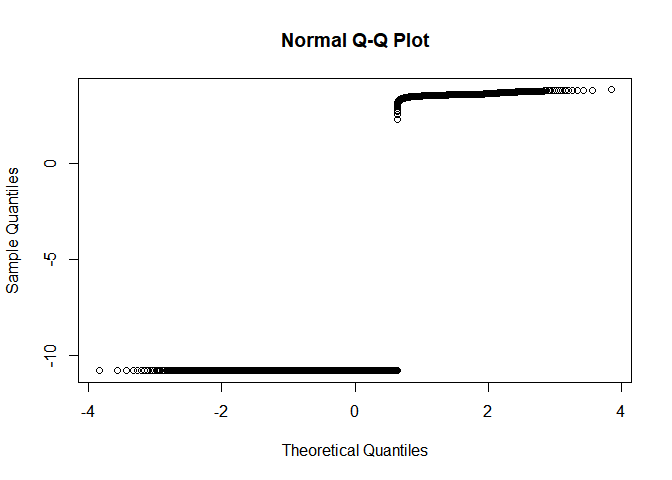 Normal Q-Q Plot
Sample Quantiles
0
-5
-10
-4 -2 0 2 4
Theoretical Quantiles